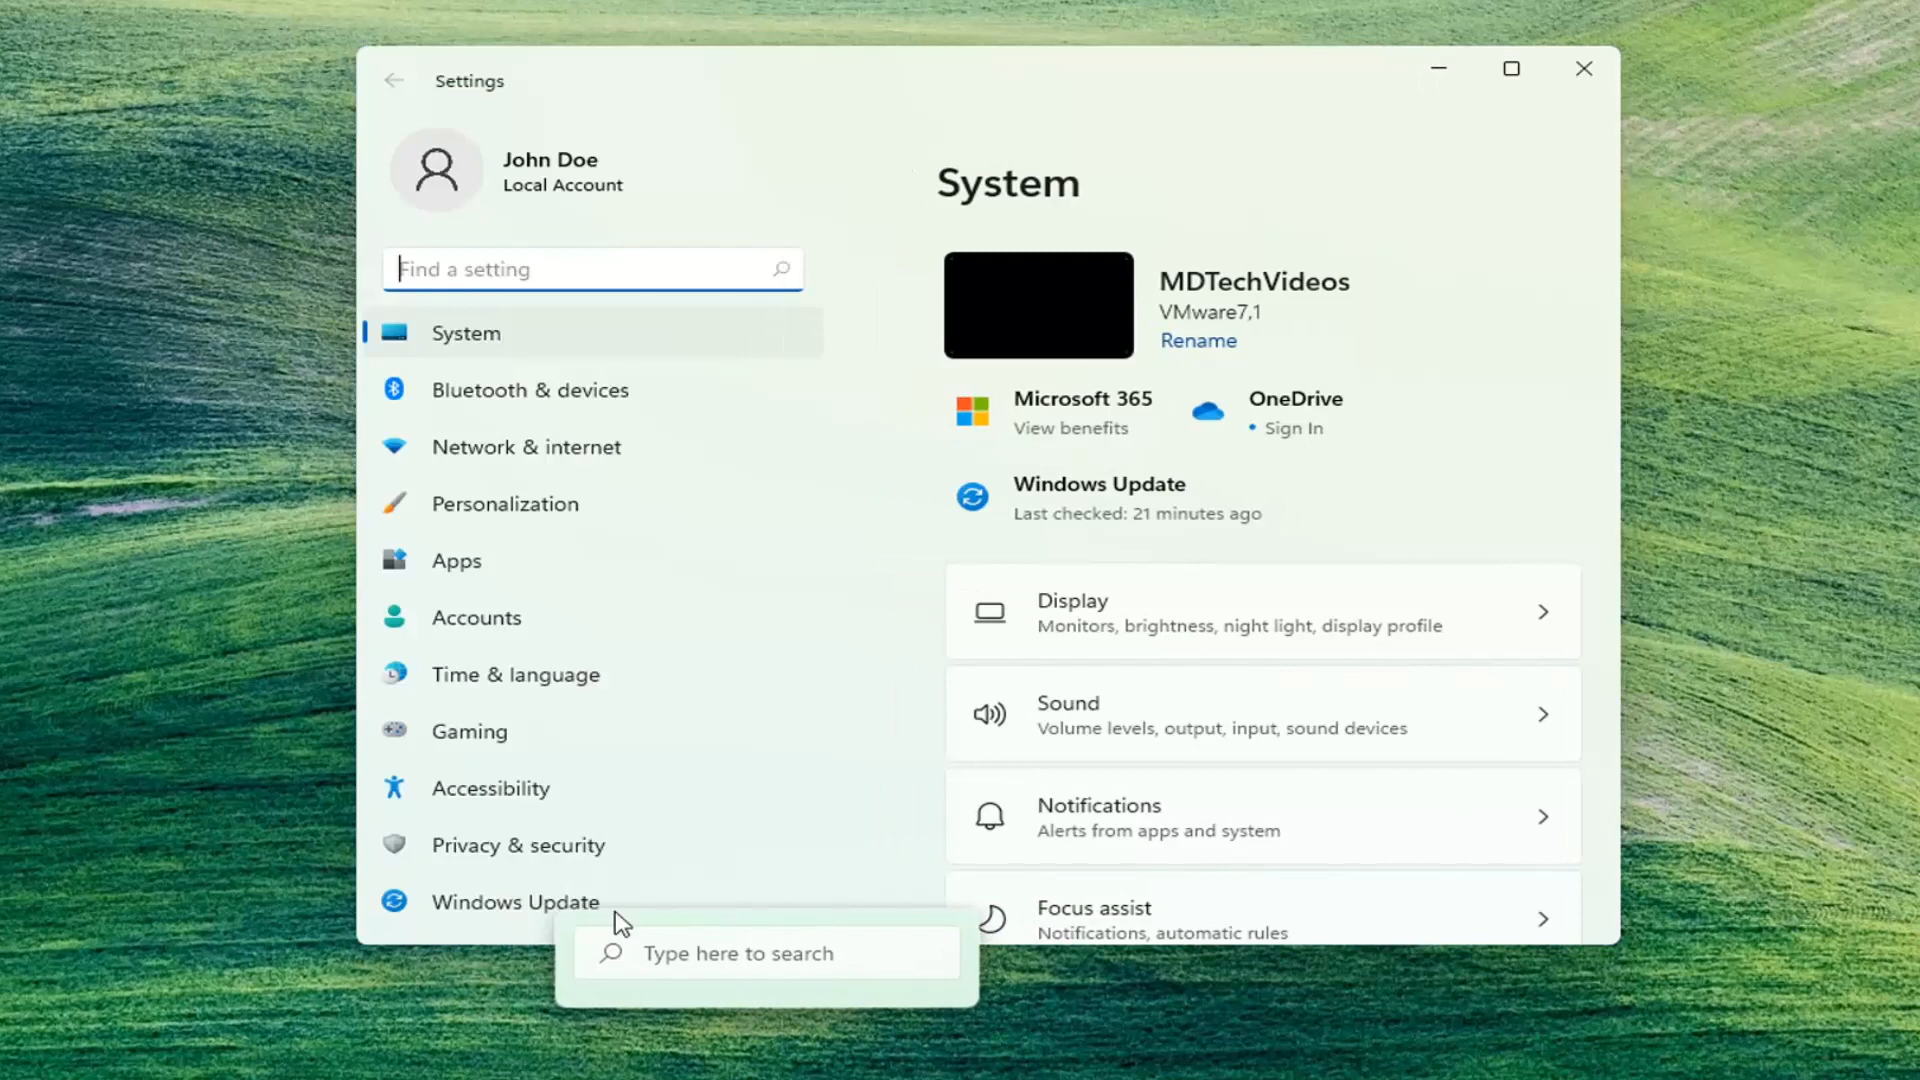 Settings
John Doe
Local Account
Find a setting
System
Bluetooth & devices
Network & internet
Personalization
Apps
Accounts
Time & language
Gaming
Accessibility
Privacy & security
Windows Update
Type here to search
System
MDTechVideos
VMware7,1
Rename
Microsoft 365
View benefits
OneDrive
• Sign In
Windows Update
Last checked: 21 minutes ago
Display
Monitors, brightness, night light, display profile
Sound
Volume levels, output, input, sound devices
Notifications
Alerts from apps and system
Focus assist
Notifications, automatic rules